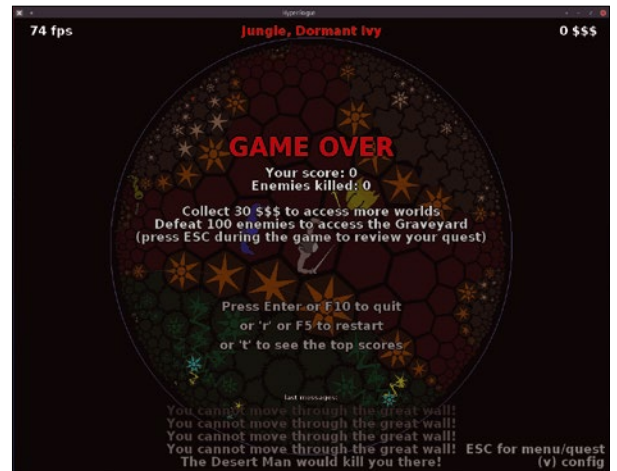 HyperRogue
74 fps
Jungle, Dormant Ivy
0 $$$
GAME OVER
Your score: 0
Enemies killed: 0
Collect 30 $$$ to access more worlds
Defeat 100 enemies to access the Graveyard
(press ESC during the game to review your quest)
Press Enter or F10 to quit
or 'r' or F5 to restart
or 't' to see the top scores
last messages:
You cannot move through the great wall!
You cannot move through the great wall!
You cannot move through the great wall!
You cannot move through the great wall!
ESC for menu/quest
The Desert Man would kill you there!
(v) config